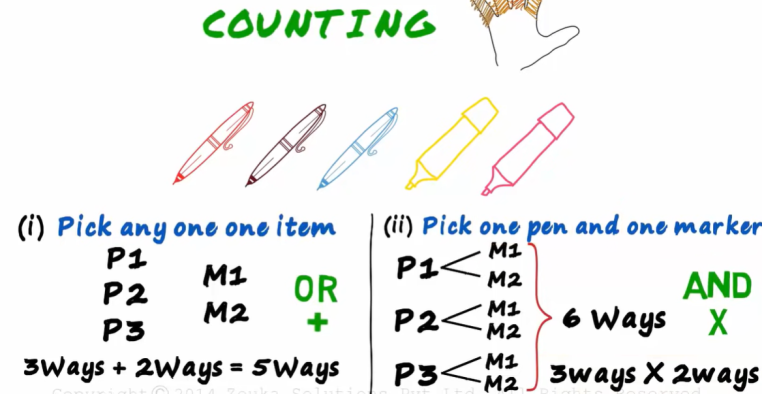 COUNTING
(i) Pick any one one item
P1
P2
P3
M1
M2
OR
+
3Ways + 2Ways = 5Ways
(ii) Pick one pen and one marker
P1 M1
M2
P2 M1
M2
P3 M1
M2
6 Ways
AND
X
3ways X 2ways
Copyright © 2014 Zouka Solutions Pvt Ltd. All Rights Reserved